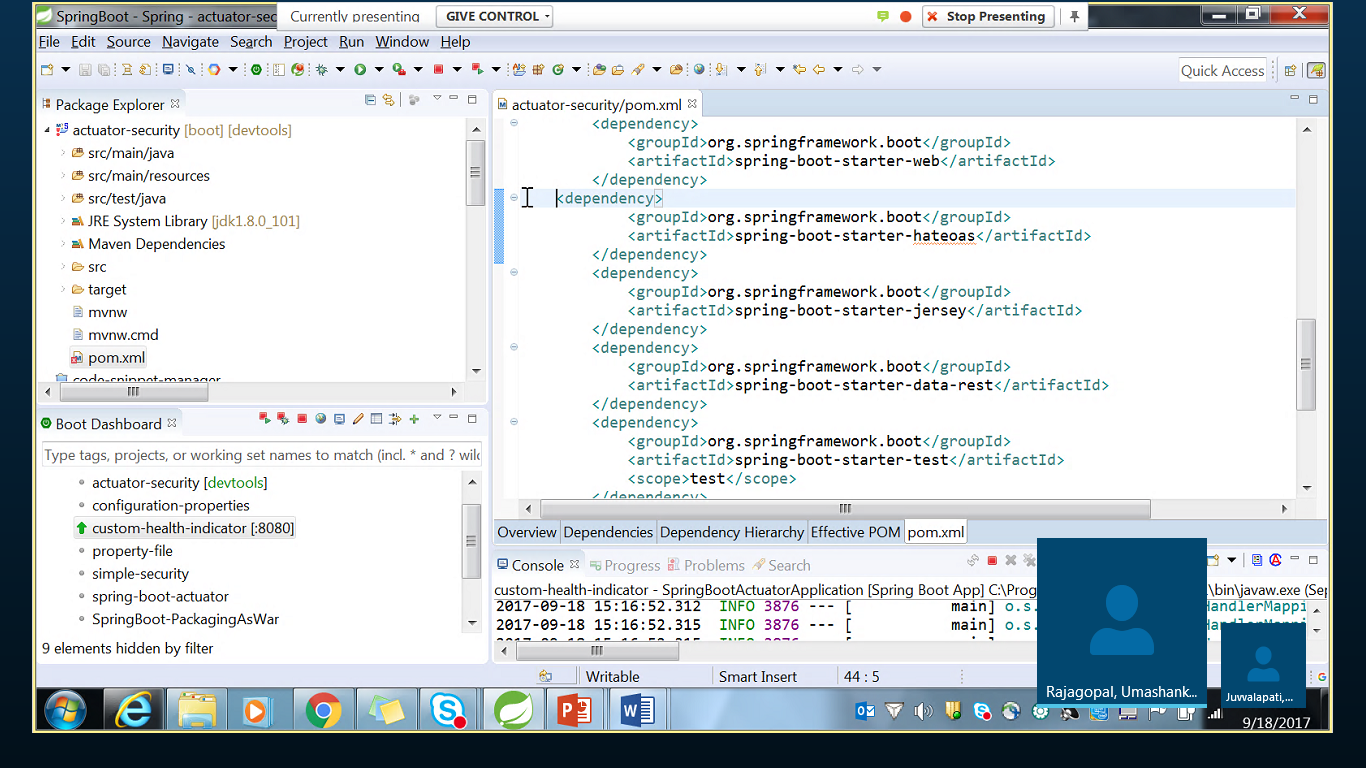 SpringBoot - Spring - actuator-sec
Currently presenting
GIVE CONTROL
Stop Presenting
File Edit Source Navigate Search Project Run Window Help
Quick Access
Package Explorer
actuator-security [boot] [devtools]
src/main/java
src/main/resources
src/test/java
JRE System Library [jdk1.8.0_101]
Maven Dependencies
src
target
mvnw
mvnw.cmd
pom.xml
code-snippet-manager
Boot Dashboard
Type tags, projects, or working set names to match (incl. * and ? wil
actuator-security [devtools]
configuration-properties
custom-health-indicator [:8080]
property-file
simple-security
spring-boot-actuator
SpringBoot-PackagingAsWar
9 elements hidden by filter
actuator-security/pom.xml
<dependency>
<groupId>org.springframework.boot</groupId>
<artifactId>spring-boot-starter-web</artifactId>
</dependency>
<dependency>
<groupId>org.springframework.boot</groupId>
<artifactId>spring-boot-starter-hateoas</artifactId>
</dependency>
<dependency>
<groupId>org.springframework.boot</groupId>
<artifactId>spring-boot-starter-jersey</artifactId>
</dependency>
<dependency>
<groupId>org.springframework.boot</groupId>
<artifactId>spring-boot-starter-data-rest</artifactId>
</dependency>
<dependency>
<groupId>org.springframework.boot</groupId>
<artifactId>spring-boot-starter-test</artifactId>
<scope>test</scope>
</dependency>
Overview Dependencies Dependency Hierarchy Effective POM pom.xml
Console Progress Problems Search
custom-health-indicator - SpringBootActuatorApplication [Spring Boot App] C:\Prog \bin\javaw.exe (Sep
2017-09-18 15:16:52.312 INFO 3876 --- [ main] o.s. HandlerMappi
2017-09-18 15:16:52.315 INFO 3876 --- [ main] o.s. HandlerMappi
Writable
Smart Insert
44 : 5
Rajagopal, Umashank...
Juvvalapati,...
9/18/2017